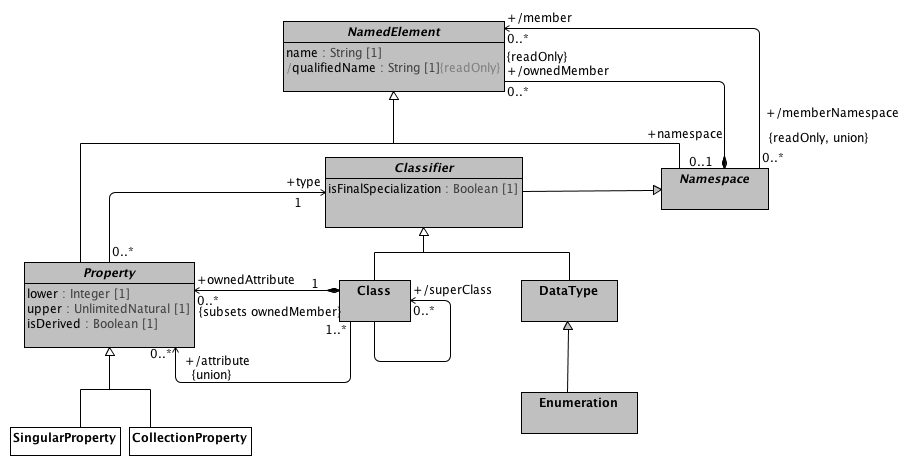 +/member
NamedElement
0..*
name : String [1]
/qualifiedName : String [1]{readOnly}
{readOnly}
+/ownedMember
0..*
+/memberNamespace
+namespace
{readOnly, union}
0..1
0..*
Classifier
isFinalSpecialization : Boolean [1]
Namespace
+type
1
0..*
Property
lower : Integer [1]
upper : UnlimitedNatural [1]
isDerived : Boolean [1]
+ownedAttribute
1
0..*
{subsets ownedMember}
Class
+/superClass
0..*
DataType
1..*
0..*
+/attribute
{union}
Enumeration
SingularProperty
CollectionProperty